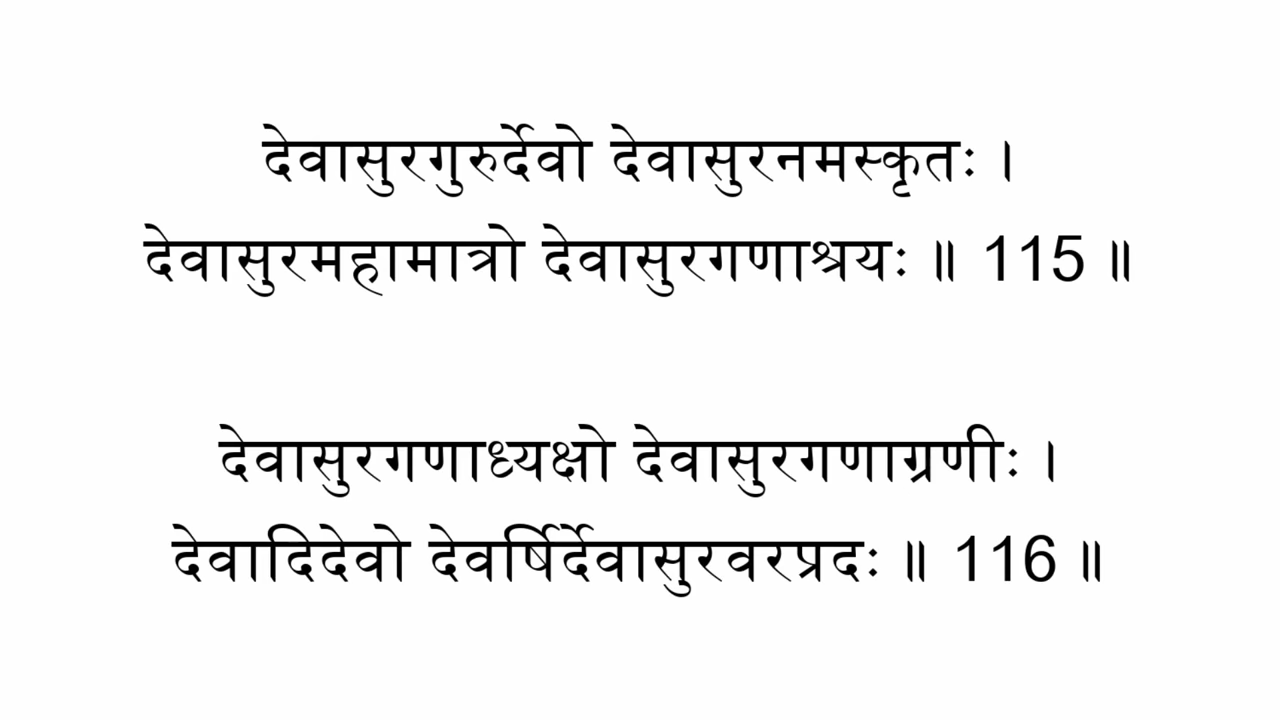 देवासुरगुरुर्देवो देवासुरनमस्कृतः ।
देवासुरमहामात्रो देवासुरगणाश्रयः ॥ 115 ॥
देवासुरगणाध्यक्षो देवासुरगणाग्रणीः ।
देवादिदेवो देवर्षिर्देवासुरवरप्रदः ॥ 116 ॥